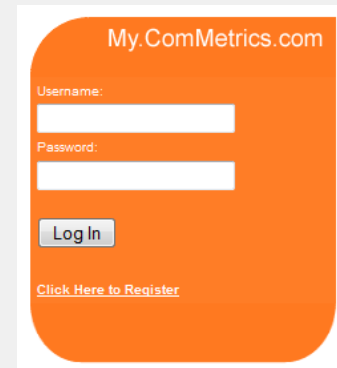 My.ComMetrics.com
Username:
Password:
Log In
Click Here to Register